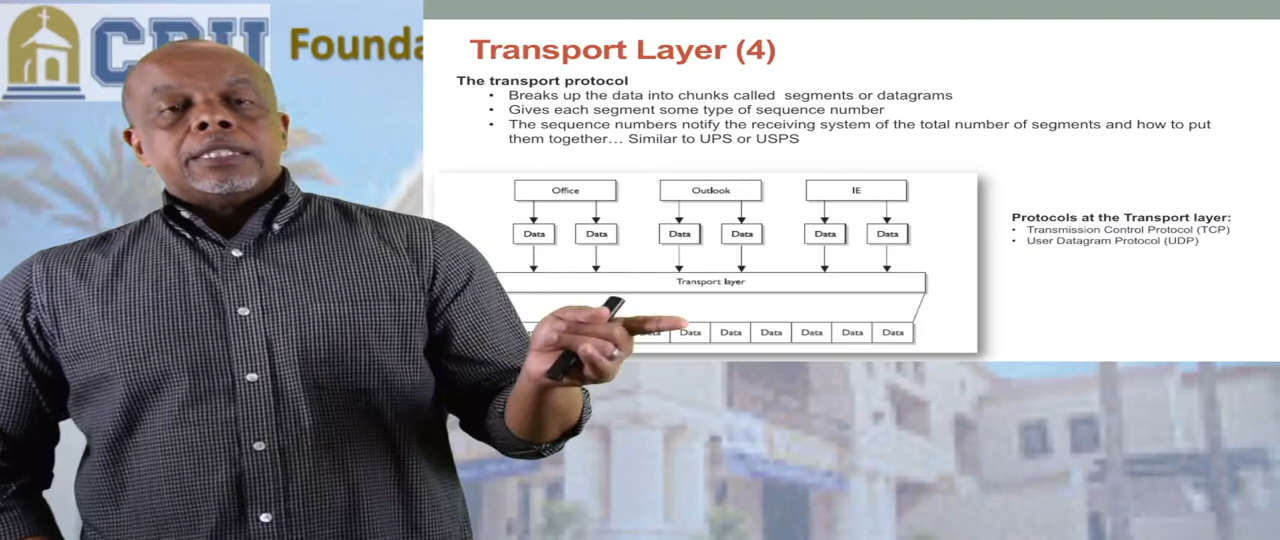 CBU
Founda
Transport Layer (4)
The transport protocol
• Breaks up the data into chunks called segments or datagrams
• Gives each segment some type of sequence number
• The sequence numbers notify the receiving system of the total number of segments and how to put
them together… Similar to UPS or USPS
Office Outlook IE
Data Data Data Data Data Data
Transport layer
Data Data Data Data Data Data Data
Protocols at the Transport layer:
• Transmission Control Protocol (TCP)
• User Datagram Protocol (UDP)